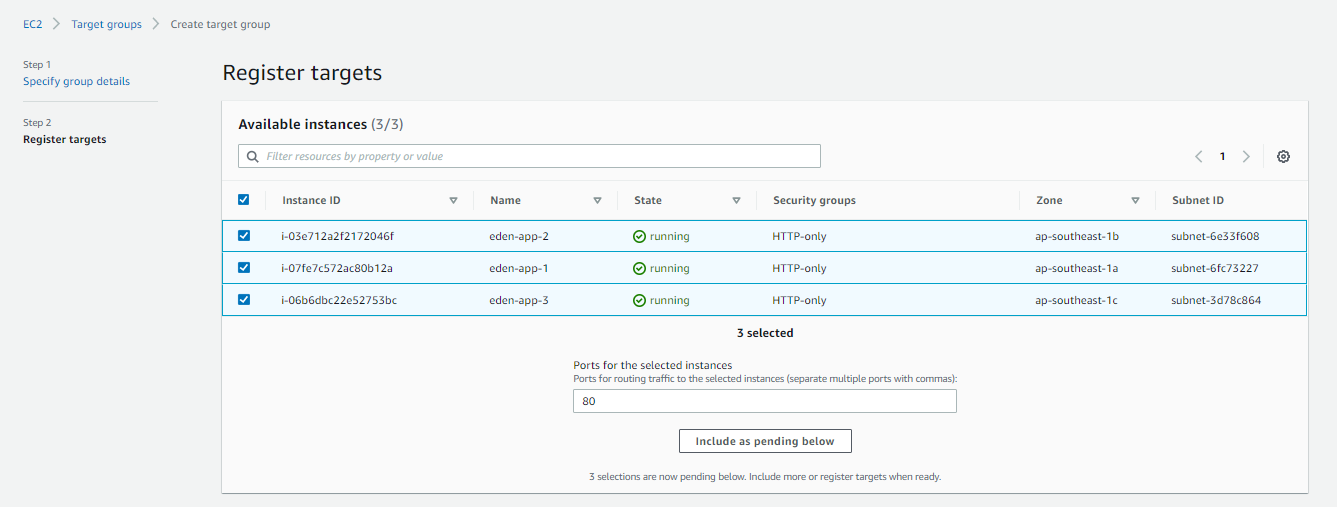 EC2 > Target groups > Create target group
Step 1
Specify group details
Step 2
Register targets
Register targets
Available instances (3/3)
Filter resources by property or value
1
Instance ID Name State Security groups Zone Subnet ID
i-03e712a2f2172046f eden-app-2 running HTTP-only ap-southeast-1b subnet-6e33f608
i-07fe7c572ac80b12a eden-app-1 running HTTP-only ap-southeast-1a subnet-6fc73227
i-06b6dbc22e52753bc eden-app-3 running HTTP-only ap-southeast-1c subnet-3d78c864
3 selected
Ports for the selected instances
Ports for routing traffic to the selected instances (separate multiple ports with commas):
80
Include as pending below
3 selections are now pending below. Include more or register targets when ready.